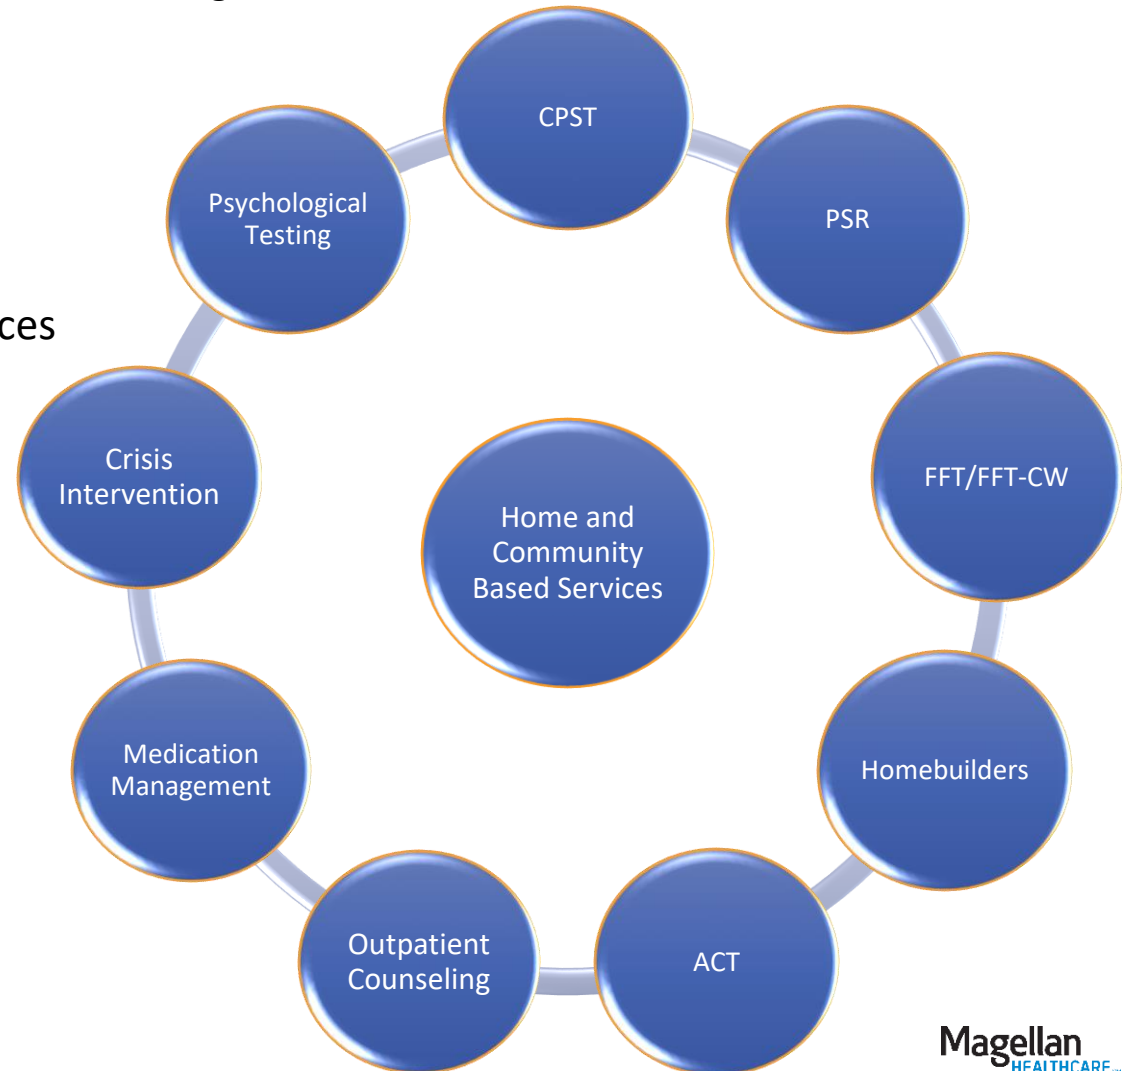 CPST
Psychological
Testing
PSR
ces
Crisis
Intervention
FFT/FFT-CW
Home and
Community
Based Services
Medication
Management
Homebuilders
Outpatient
Counseling
ACT
Magellan
HEALTHCARE